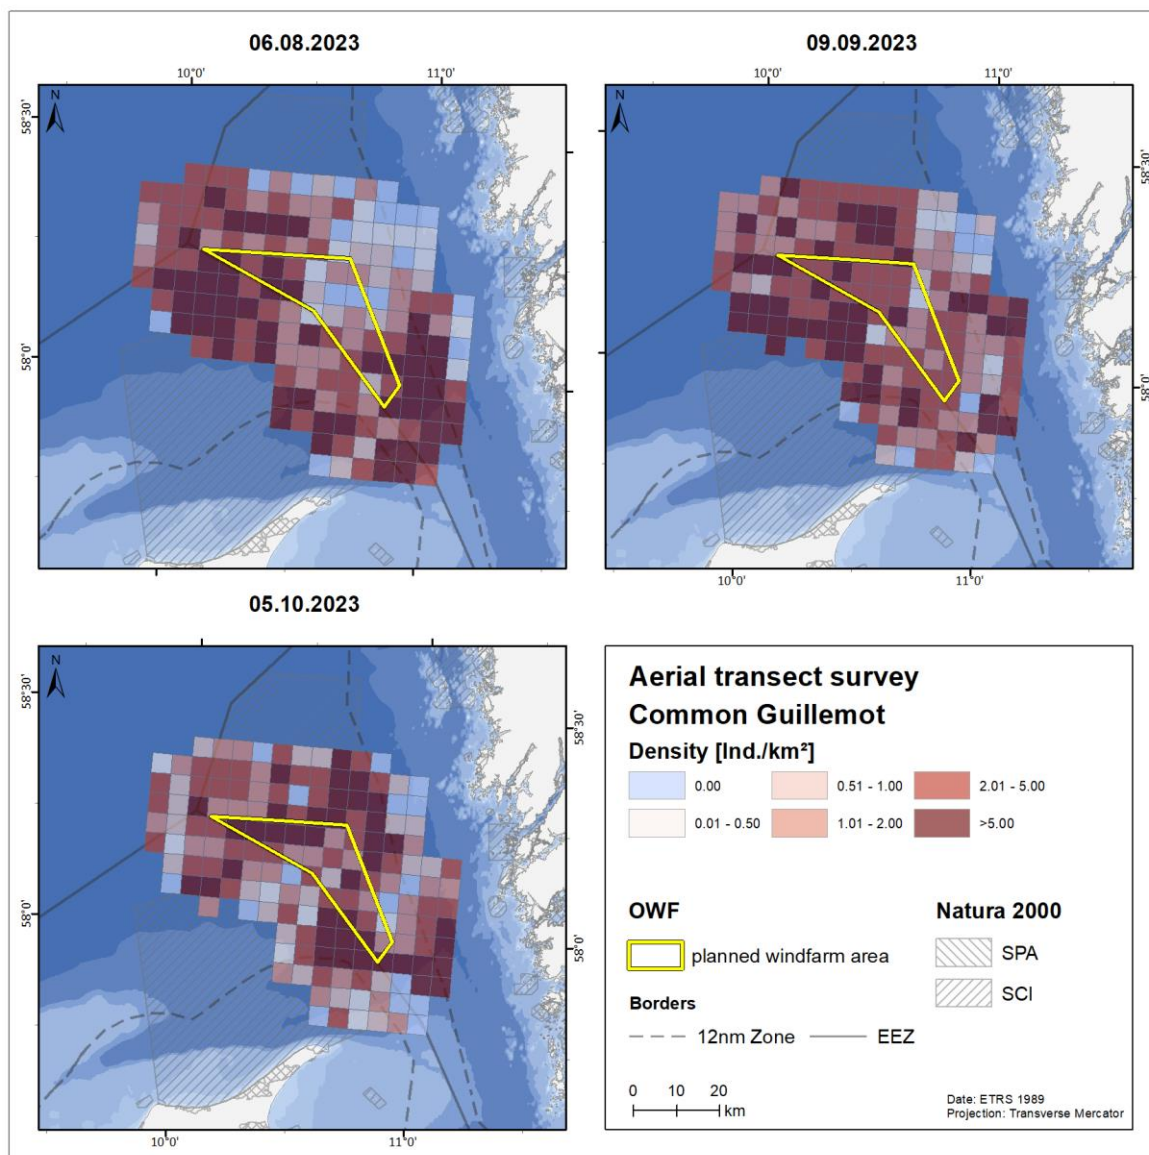 06.08.2023
09.09.2023
10°0'
11°0'
10°0'
11°0'
N
N
58°30'
58°30'
58°0'
58°0'
10°0'
11°0'
05.10.2023
N
58°30'
58°30'
58°0'
58°0'
10°0'
11°0'
Aerial transect survey
Common Guillemot
Density [Ind./km²]
0.00
0.51 - 1.00
2.01 - 5.00
0.01 - 0.50
1.01 - 2.00
>5.00
OWF
Natura 2000
planned windfarm area
SPA
SCI
Borders
12nm Zone
EEZ
0 10 20
km
Date: ETRS 1989
Projection: Transverse Mercator